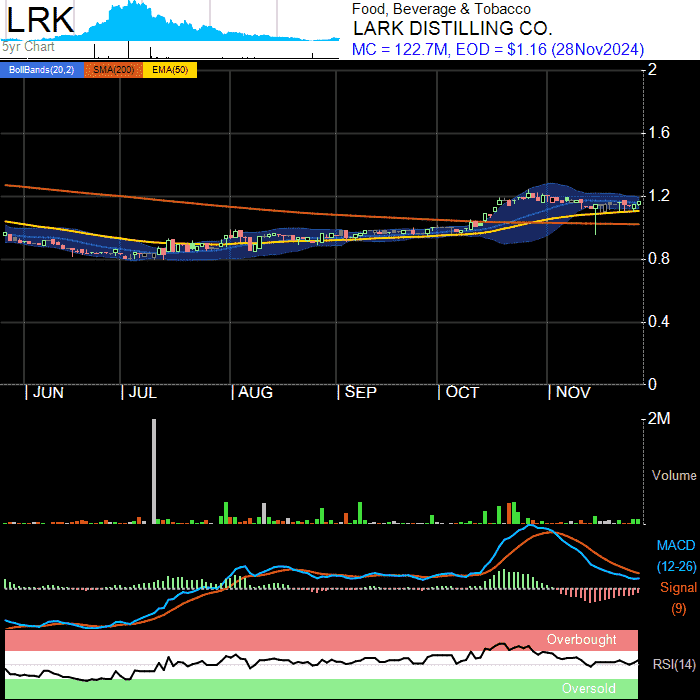 LRK
5yr Chart
Food, Beverage & Tobacco
LARK DISTILLING CO.
MC = 122.7M, EOD = $1.16 (28Nov2024)
BollBands(20,2) SMA(200) EMA(50)
2
1.6
1.2
0.8
0.4
0
JUN JUL AUG SEP OCT NOV
2M
Volume
MACD
(12-26)
Signal
(9)
Overbought
RSI(14)
Oversold